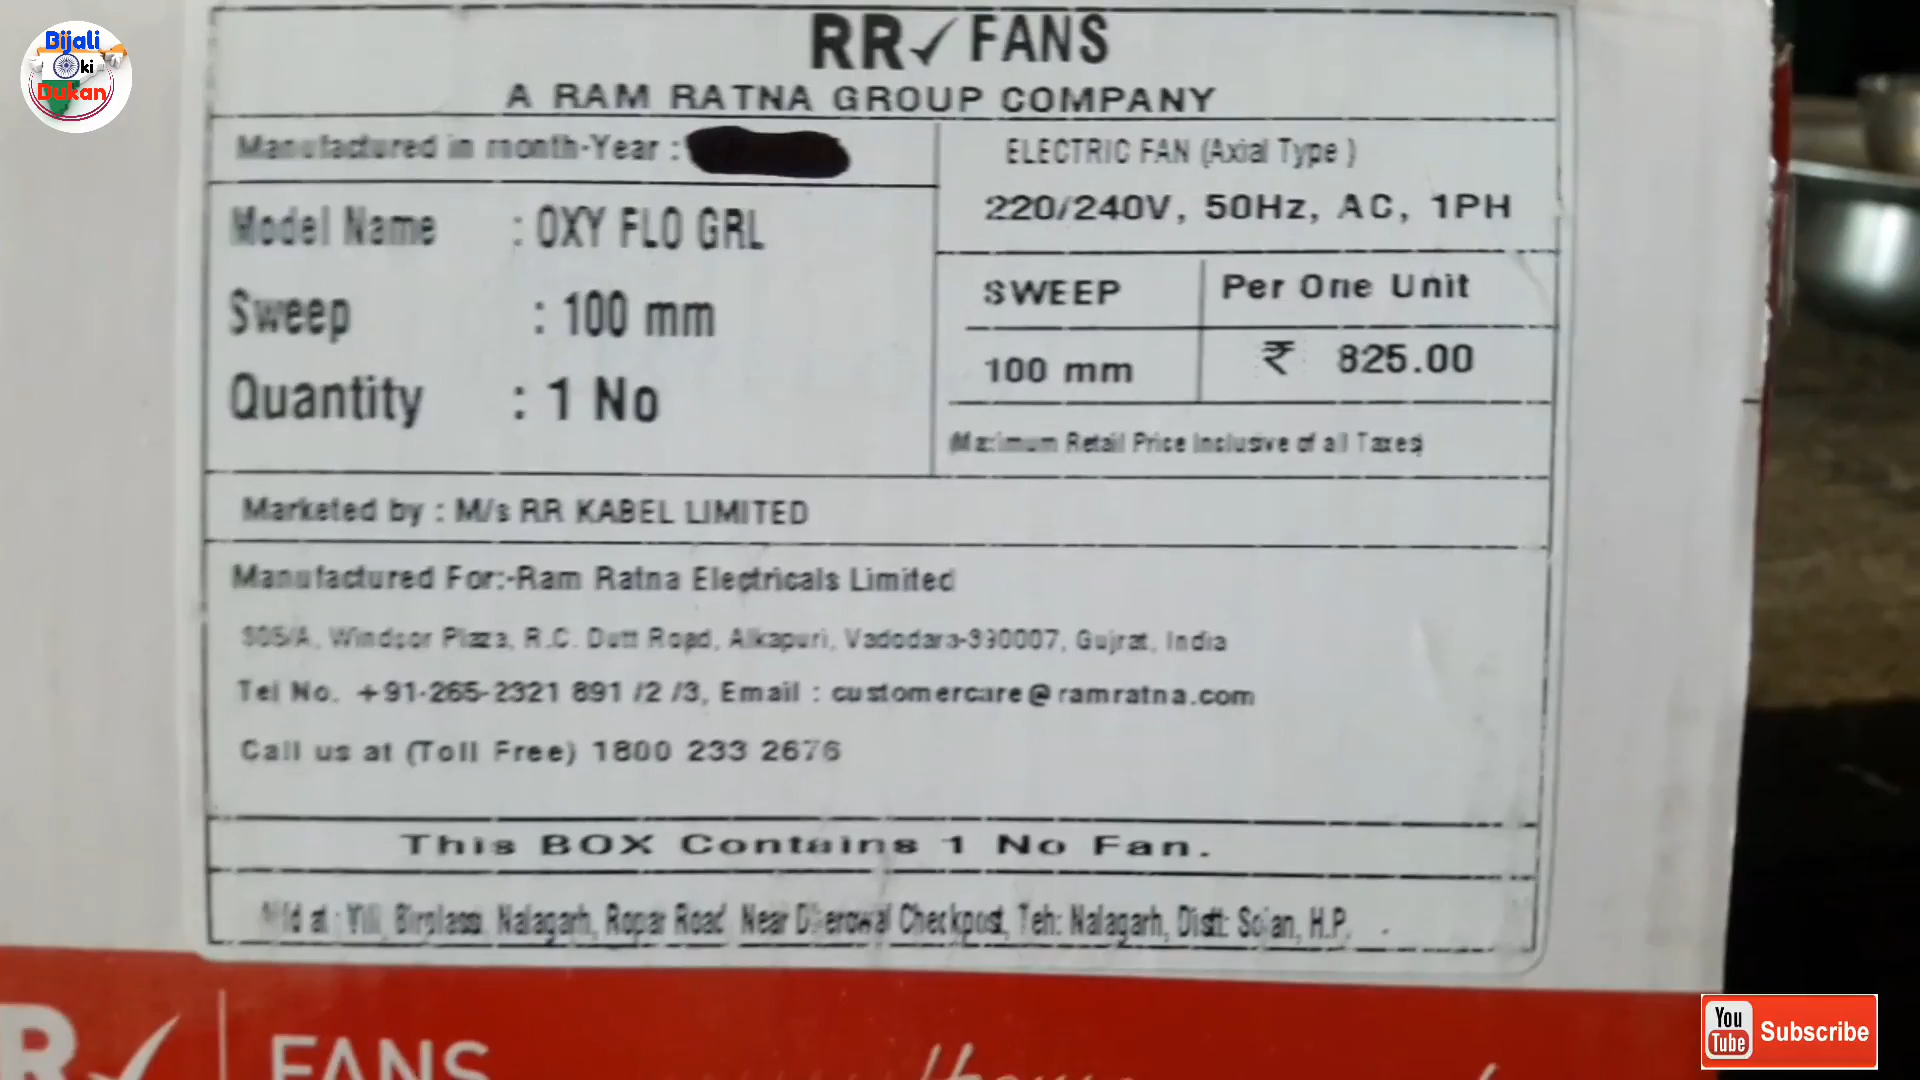 Bijali
ki
Dukan
RR FANS
A RAM RATNA GROUP COMPANY
Manufactured in month-Year :
ELECTRIC FAN (Axial Type )
220/240V, 50Hz, AC, 1PH
Model Name : OXY FLO GRL
Sweep : 100 mm
Quantity : 1 No
SWEEP Per One Unit
100 mm ₹ 825.00
(Maximum Retail Price Inclusive of all Taxes)
Marketed by : M/s RR KABEL LIMITED
Manufactured For:-Ram Ratna Electricals Limited
305/A, Windsor Plaza, R.C. Dutt Road, Alkapuri, Vadodara-390007, Gujrat, India
Tel No. +91-265-2321 891 /2 /3, Email : customercare@ramratna.com
Call us at (Toll Free) 1800 233 2676
This BOX Contains 1 No Fan.
Mfd at : Vill, Nalagarh, Ropar Road, Near Checkpost, Teh: Nalagarh, Distt: Solan, H.P.
R FANS
You
Tube Subscribe